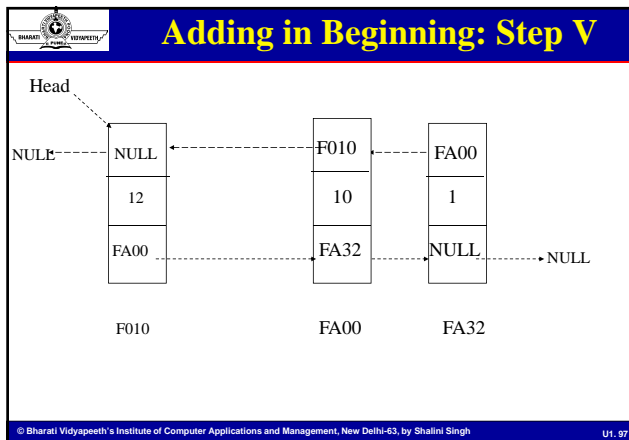 BHARATI VIDYAPEETH
PUNE
Adding in Beginning: Step V
Head
NULL
NULL
F010
FA00
12
10
1
FA00
FA32
NULL
NULL
F010
FA00
FA32
© Bharati Vidyapeeth's Institute of Computer Applications and Management, New Delhi-63, by Shalini Singh
U1. 97